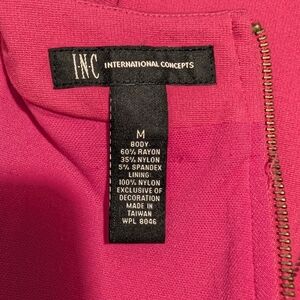 I·N·C INTERNATIONAL CONCEPTS
M
BODY
60% RAYON
35% NYLON
5% SPANDEX
LINING:
100% NYLON
EXCLUSIVE OF
DECORATION
MADE IN
TAIWAN
WPL 8046